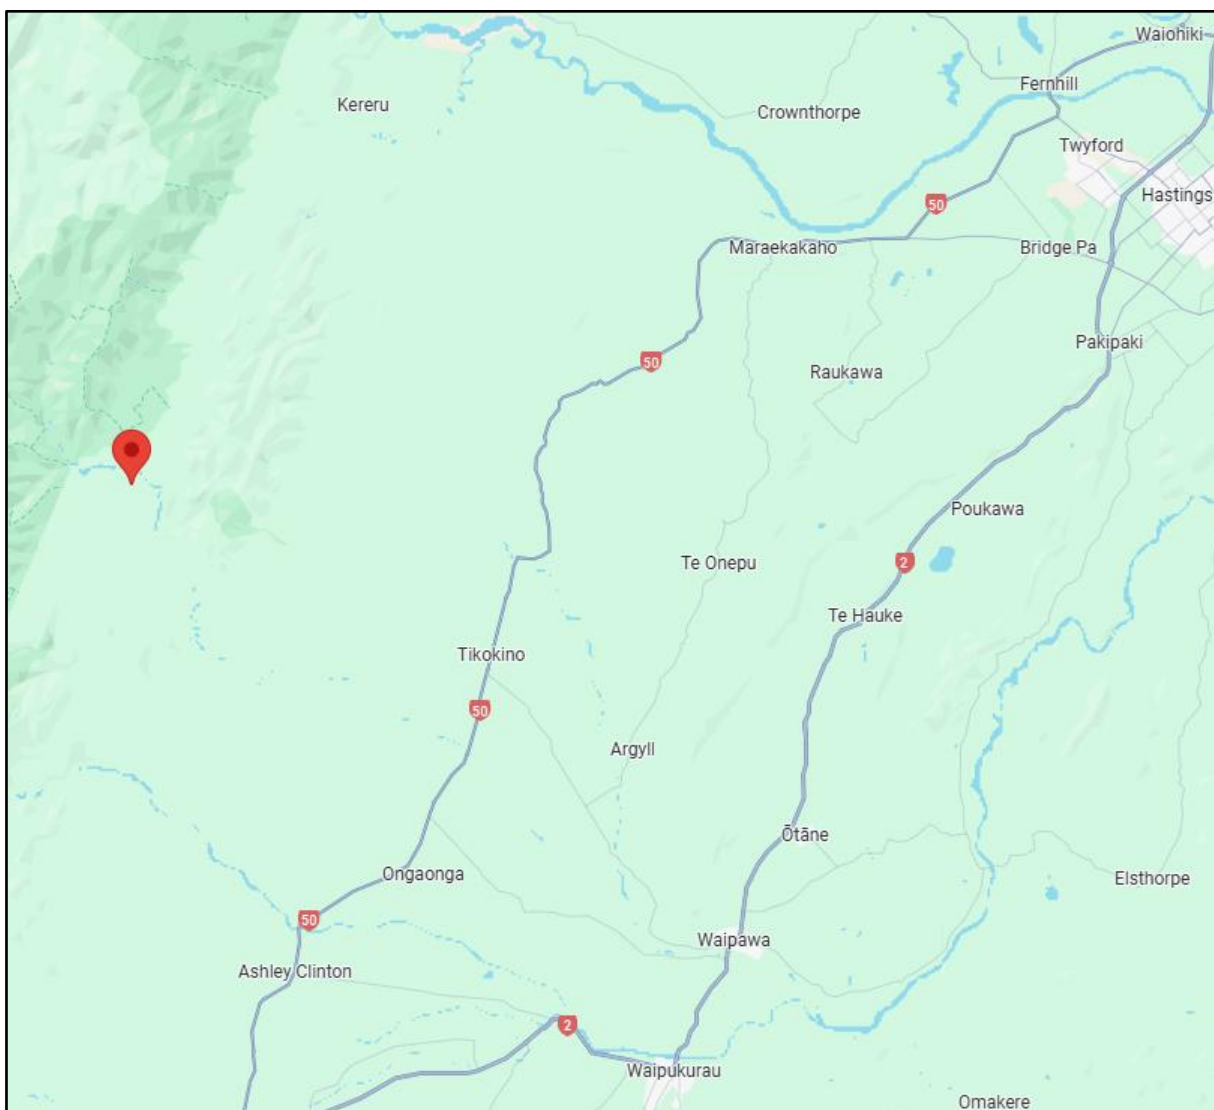 Waiohiki
Fernhill
Kereru
Crownthorpe
Twyford
Hastings
50
Maraekakaho
Bridge Pa
Pakipaki
50
Raukawa
Poukawa
Te Onepu
2
Te Hauke
Tikokino
50
Argyll
Ōtāne
Ongaonga
Elsthorpe
50
Waipawa
Ashley Clinton
2
Waipukurau
Omakere